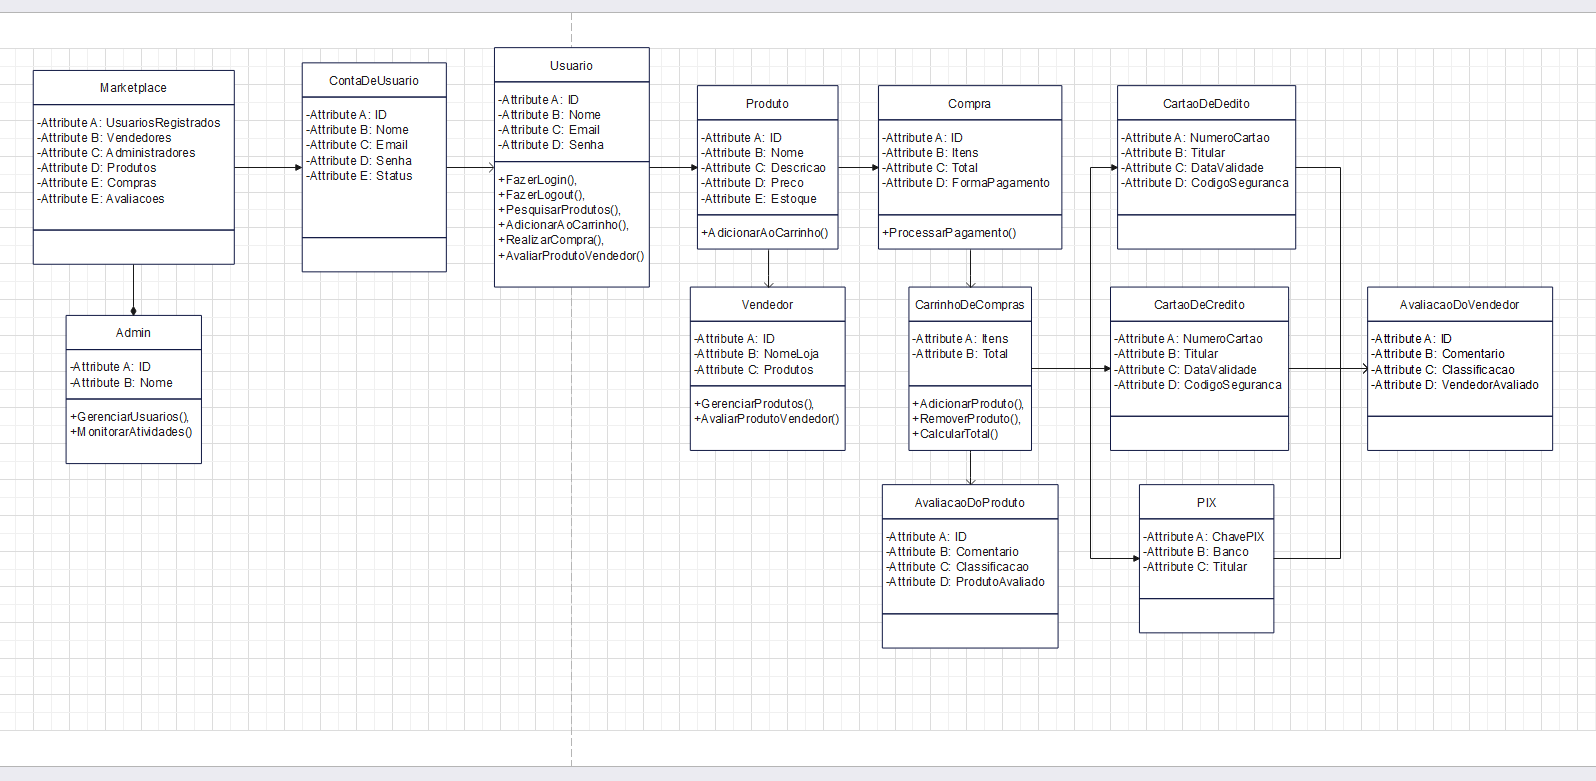 Marketplace
-Attribute A: UsuariosRegistrados
-Attribute B: Vendedores
-Attribute C: Administradores
-Attribute D: Produtos
-Attribute E: Compras
-Attribute E: Avaliacoes
Admin
-Attribute A: ID
-Attribute B: Nome
+GerenciarUsuarios(),
+MonitorarAtividades()
ContaDeUsuario
-Attribute A: ID
-Attribute B: Nome
-Attribute C: Email
-Attribute D: Senha
-Attribute E: Status
Usuario
-Attribute A: ID
-Attribute B: Nome
-Attribute C: Email
-Attribute D: Senha
+FazerLogin(),
+FazerLogout(),
+PesquisarProdutos(),
+AdicionarAoCarrinho(),
+RealizarCompra(),
+AvaliarProdutoVendedor()
Produto
-Attribute A: ID
-Attribute B: Nome
-Attribute C: Descricao
-Attribute D: Preco
-Attribute E: Estoque
+AdicionarAoCarrinho()
Vendedor
-Attribute A: ID
-Attribute B: NomeLoja
-Attribute C: Produtos
+GerenciarProdutos(),
+AvaliarProdutoVendedor()
Compra
-Attribute A: ID
-Attribute B: Itens
-Attribute C: Total
-Attribute D: FormaPagamento
+ProcessarPagamento()
CarrinhoDeCompras
-Attribute A: Itens
-Attribute B: Total
+AdicionarProduto(),
+RemoverProduto(),
+CalcularTotal()
AvaliacaoDoProduto
-Attribute A: ID
-Attribute B: Comentario
-Attribute C: Classificacao
-Attribute D: ProdutoAvaliado
CartaoDeDedito
-Attribute A: NumeroCartao
-Attribute B: Titular
-Attribute C: DataValidade
-Attribute D: CodigoSeguranca
CartaoDeCredito
-Attribute A: NumeroCartao
-Attribute B: Titular
-Attribute C: DataValidade
-Attribute D: CodigoSeguranca
PIX
-Attribute A: ChavePIX
-Attribute B: Banco
-Attribute C: Titular
AvaliacaoDoVendedor
-Attribute A: ID
-Attribute B: Comentario
-Attribute C: Classificacao
-Attribute D: VendedorAvaliado